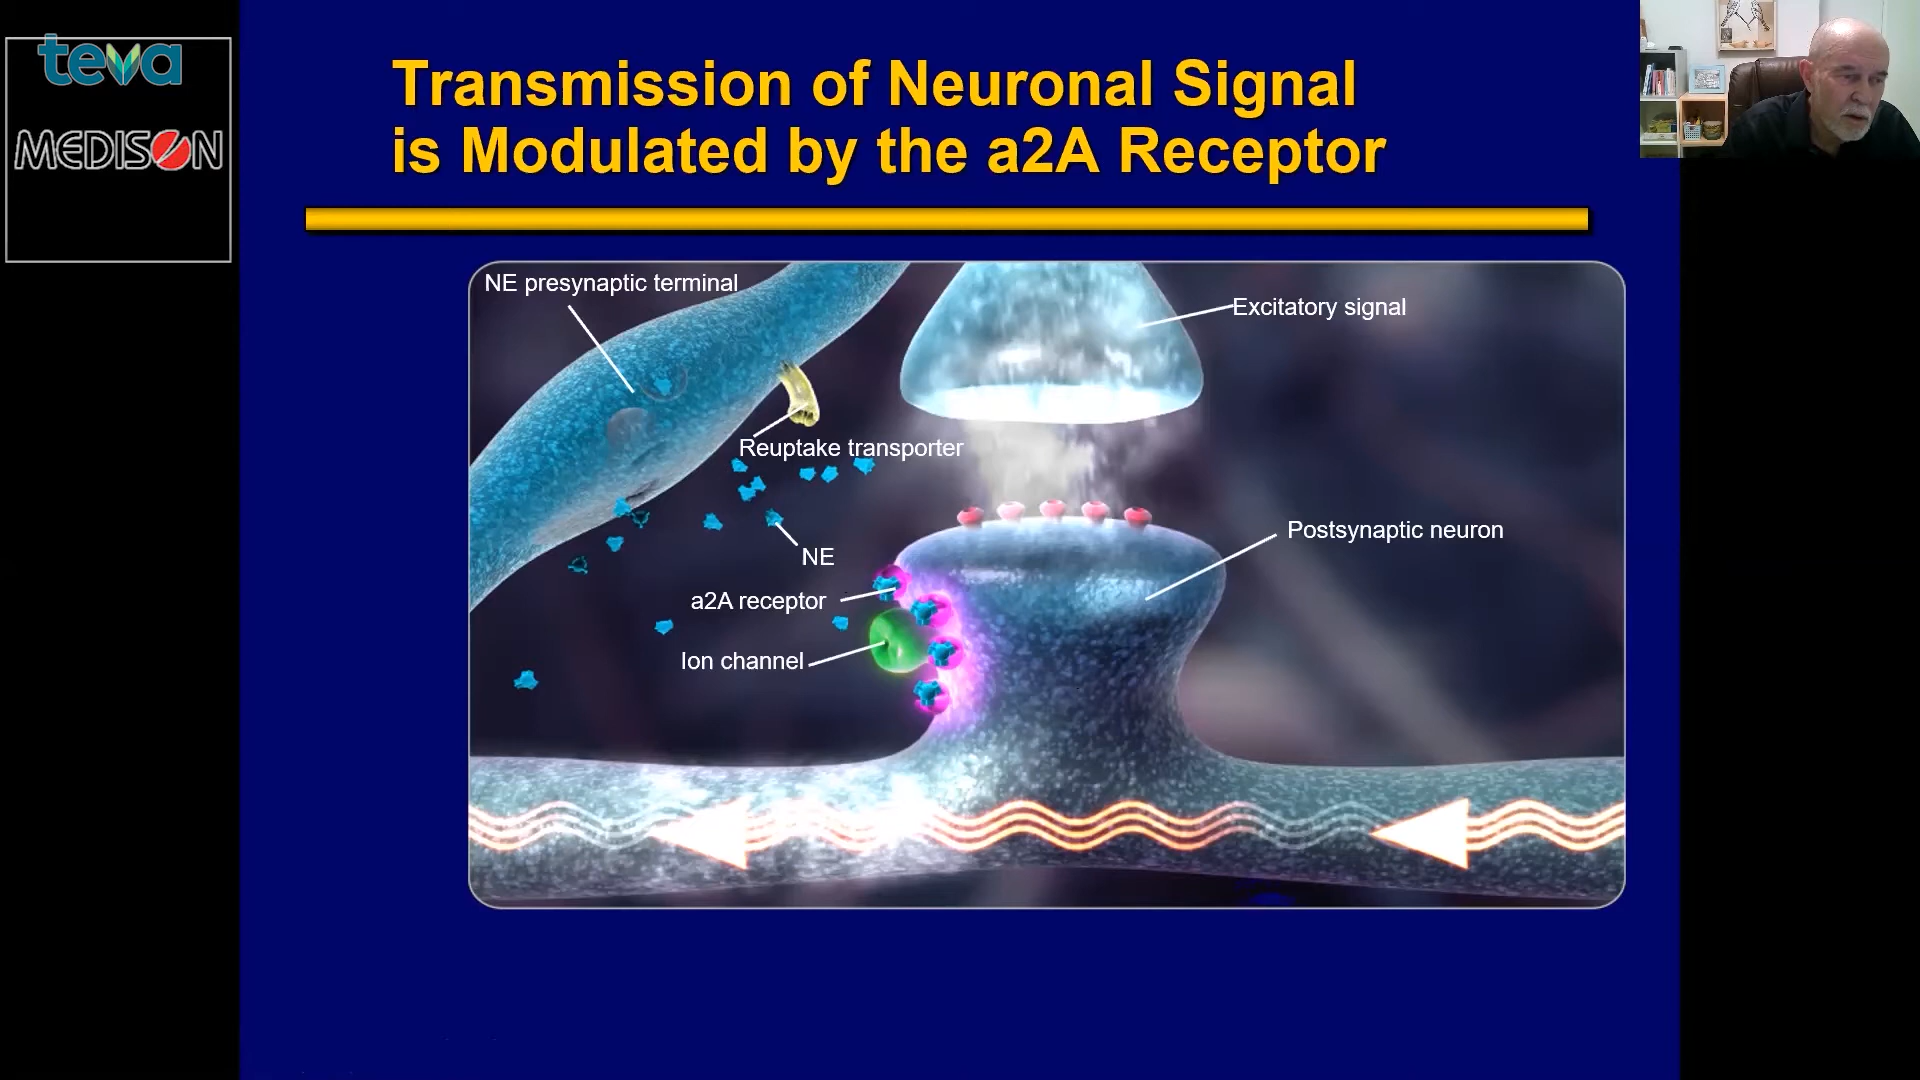 teva
MEDISON
Transmission of Neuronal Signal
is Modulated by the a2A Receptor
NE presynaptic terminal
Excitatory signal
Reuptake transporter
Postsynaptic neuron
NE
a2A receptor
Ion channel